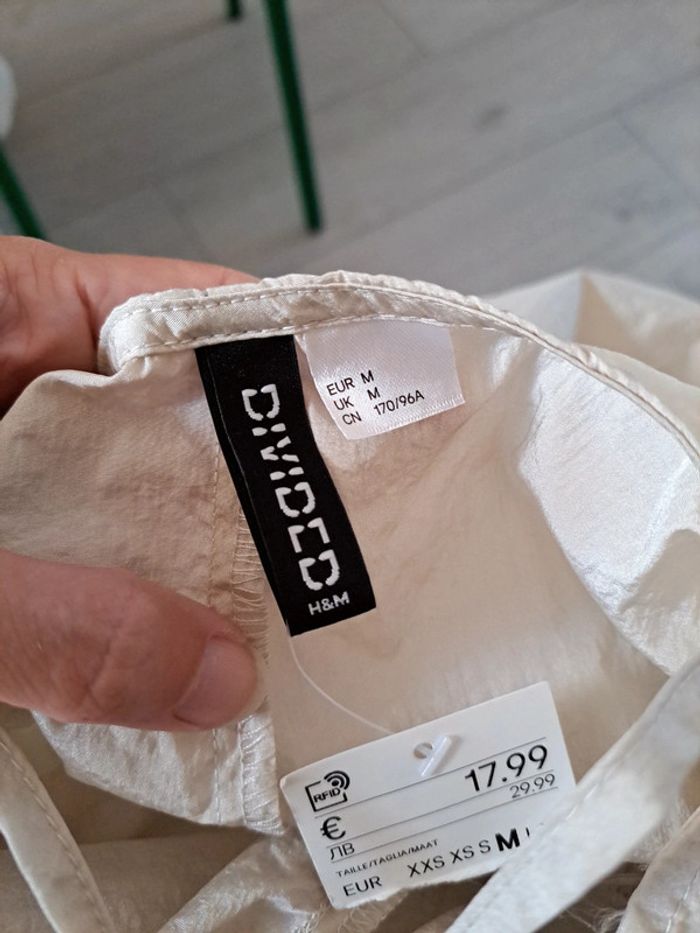 EUR M
UK M
CN 170/96A
DIVIDED
H&M
RFID
€ 17.99
ЛВ 29.99
TAILLE/TAGLIA/MAAT
EUR XXS XS S M